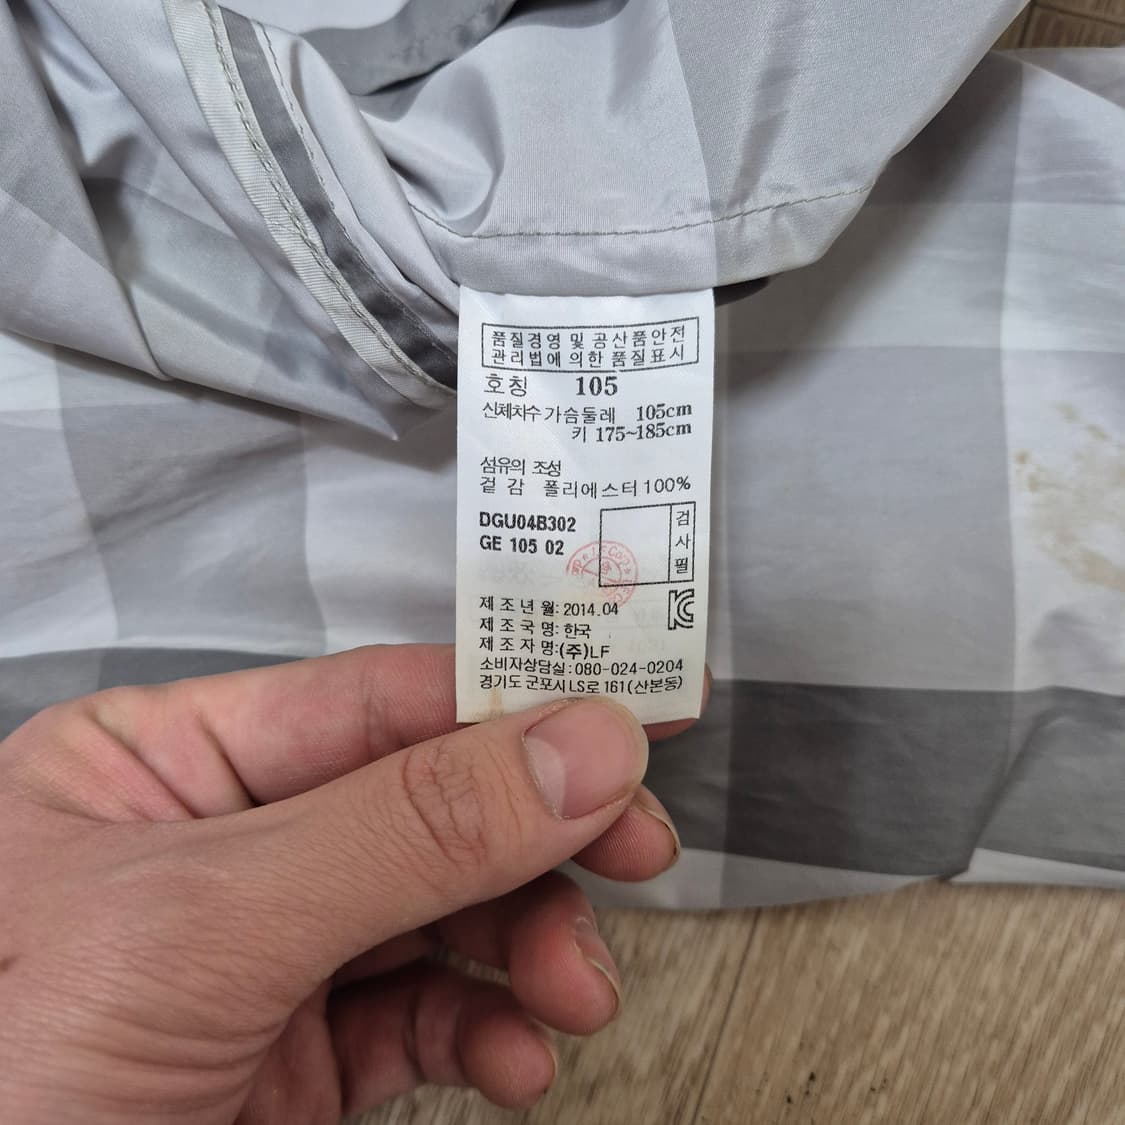 품질경영 및 공산품안전
관리법에 의한 품질표시
호칭 105
신체치수 가슴둘레 105cm
키 175~185cm
섬유의 조성
겉 감 폴리에스터 100%
DGU04B302
GE 105 02
검사필
제 조 년 월: 2014.04
제 조 국 명: 한국
제 조 자 명:(주)LF
소비자상담실:080-024-0204
경기도 군포시 LS로 161(산본동)